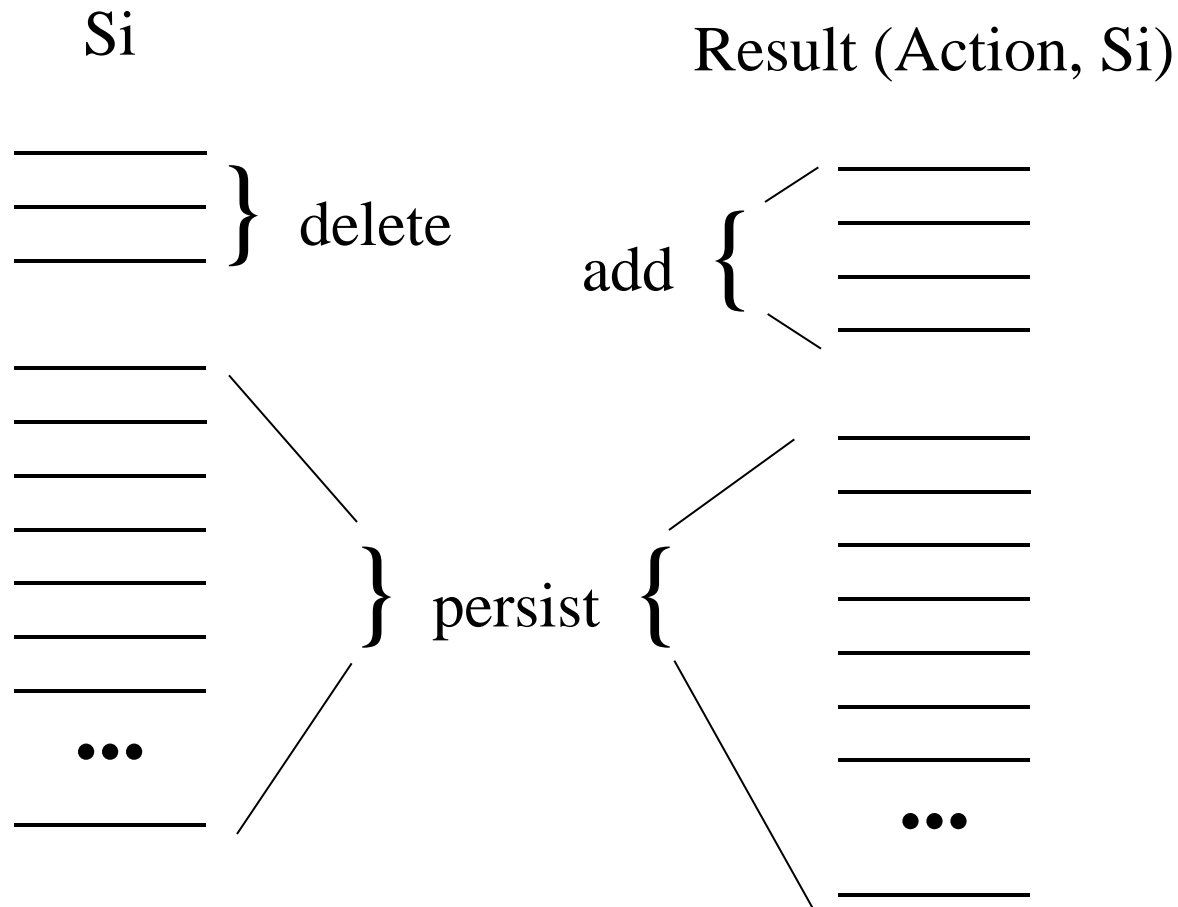 Si
Result (Action, Si)
} delete
add {
} persist {
•••
•••